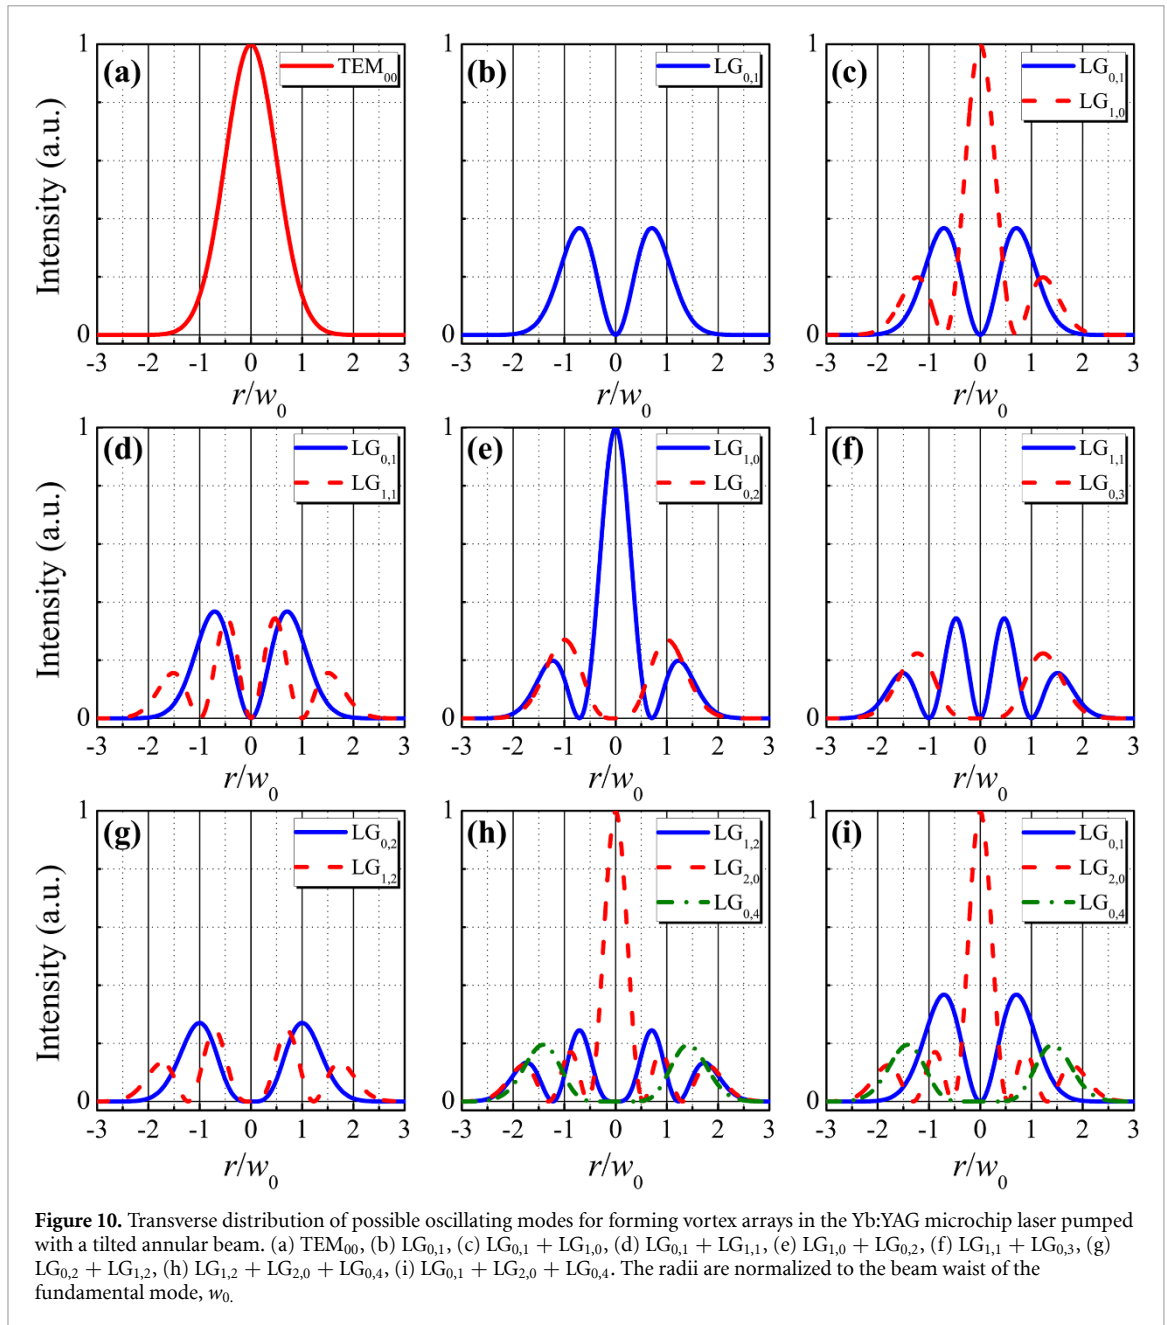 (a) TEM00
1
Intensity (a.u.)
0
-3 -2 -1 0 1 2 3
r/w0
(b) LG0,1
1
0
-3 -2 -1 0 1 2 3
r/w0
(c) LG0,1
LG1,0
1
0
-3 -2 -1 0 1 2 3
r/w0
(d) LG0,1
LG1,1
1
Intensity (a.u.)
0
-3 -2 -1 0 1 2 3
r/w0
(e) LG1,0
LG0,2
1
0
-3 -2 -1 0 1 2 3
r/w0
(f) LG1,1
LG0,3
1
0
-3 -2 -1 0 1 2 3
r/w0
(g) LG0,2
LG1,2
1
Intensity (a.u.)
0
-3 -2 -1 0 1 2 3
r/w0
(h) LG1,2
LG2,0
LG0,4
1
0
-3 -2 -1 0 1 2 3
r/w0
(i) LG0,1
LG2,0
LG0,4
1
0
-3 -2 -1 0 1 2 3
r/w0
Figure 10. Transverse distribution of possible oscillating modes for forming vortex arrays in the Yb:YAG microchip laser pumped
with a tilted annular beam. (a) TEM00, (b) LG0,1, (c) LG0,1 + LG1,0, (d) LG0,1 + LG1,1, (e) LG1,0 + LG0,2, (f) LG1,1 + LG0,3, (g)
LG0,2 + LG1,2, (h) LG1,2 + LG2,0 + LG0,4, (i) LG0,1 + LG2,0 + LG0,4. The radii are normalized to the beam waist of the
fundamental mode, w0.